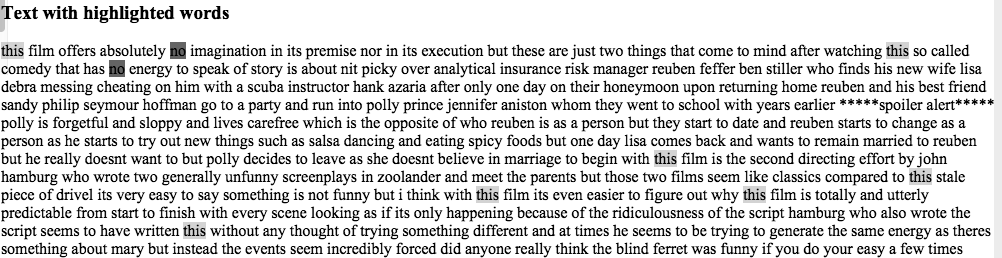 Text with highlighted words
this film offers absolutely no imagination in its premise nor in its execution but these are just two things that come to mind after watching this so called
comedy that has no energy to speak of story is about nit picky over analytical insurance risk manager reuben feffer ben stiller who finds his new wife lisa
debra messing cheating on him with a scuba instructor hank azaria after only one day on their honeymoon upon returning home reuben and his best friend
sandy philip seymour hoffman go to a party and run into polly prince jennifer aniston whom they went to school with years earlier *****spoiler alert*****
polly is forgetful and sloppy and lives carefree which is the opposite of who reuben is as a person but they start to date and reuben starts to change as a
person as he starts to try out new things such as salsa dancing and eating spicy foods but one day lisa comes back and wants to remain married to reuben
but he really doesnt want to but polly decides to leave as she doesnt believe in marriage to begin with this film is the second directing effort by john
hamburg who wrote two generally unfunny screenplays in zoolander and meet the parents but those two films seem like classics compared to this stale
piece of drivel its very easy to say something is not funny but i think with this film its even easier to figure out why this film is totally and utterly
predictable from start to finish with every scene looking as if its only happening because of the ridiculousness of the script hamburg who also wrote the
script seems to have written this without any thought of trying something different and at times he seems to be trying to generate the same energy as theres
something about mary but instead the events seem incredibly forced did anyone really think the blind ferret was funny if you do your easy a few times